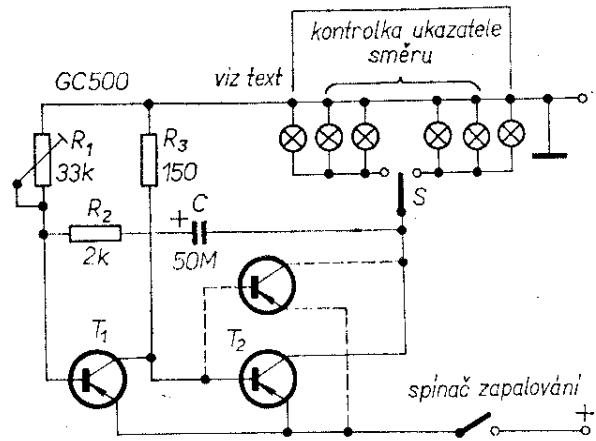 kontrolka ukazatele
směru
GC500
viz text
R1
33k
R3
150
R2
2k
+
C
50M
S
T1
T2
spínač zapalování
+